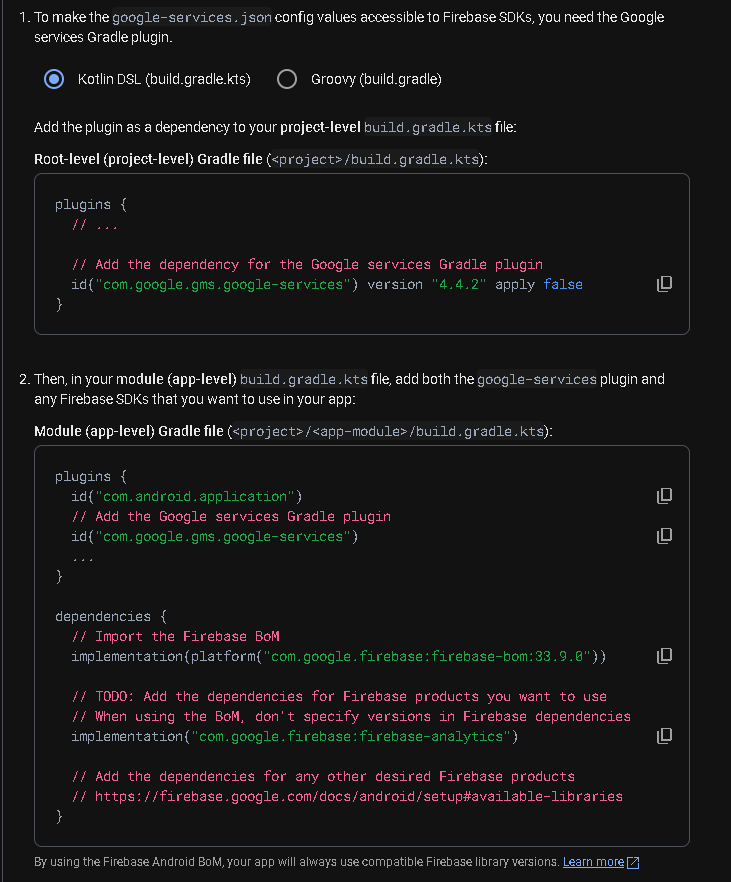 1. To make the google-services.json config values accessible to Firebase SDKs, you need the Google
services Gradle plugin.
Kotlin DSL (build.gradle.kts) Groovy (build.gradle)
Add the plugin as a dependency to your project-level build.gradle.kts file:
Root-level (project-level) Gradle file (<project>/build.gradle.kts):
plugins {
// ...
// Add the dependency for the Google services Gradle plugin
id("com.google.gms.google-services") version "4.4.2" apply false
}
2. Then, in your module (app-level) build.gradle.kts file, add both the google-services plugin and
any Firebase SDKs that you want to use in your app:
Module (app-level) Gradle file (<project>/<app-module>/build.gradle.kts):
plugins {
id("com.android.application")
// Add the Google services Gradle plugin
id("com.google.gms.google-services")
...
}
dependencies {
// Import the Firebase BoM
implementation(platform("com.google.firebase:firebase-bom:33.9.0"))
// TODO: Add the dependencies for Firebase products you want to use
// When using the BoM, don't specify versions in Firebase dependencies
implementation("com.google.firebase:firebase-analytics")
// Add the dependencies for any other desired Firebase products
// https://firebase.google.com/docs/android/setup#available-libraries
}
By using the Firebase Android BoM, your app will always use compatible Firebase library versions. Learn more